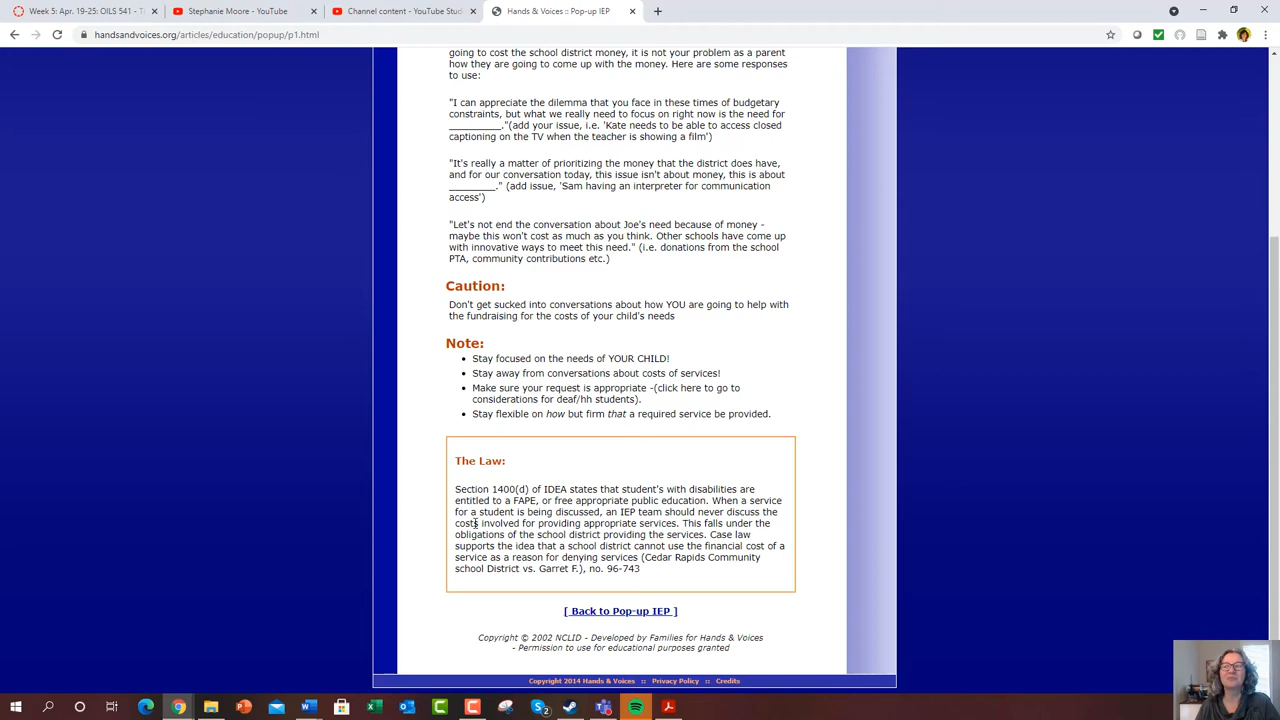 Week 5: Apr. 19-25: OILS 541 - T
Stephanie Moore - YouTube
Channel content - YouTube Stud
Hands & Voices :: Pop-up IEP
handsandvoices.org/articles/education/popup/p1.html
going to cost the school district money, it is not your problem as a parent
how they are going to come up with the money. Here are some responses
to use:
"I can appreciate the dilemma that you face in these times of budgetary
constraints, but what we really need to focus on right now is the need for
________."(add your issue, i.e. 'Kate needs to be able to access closed
captioning on the TV when the teacher is showing a film')
"It's really a matter of prioritizing the money that the district does have,
and for our conversation today, this issue isn't about money, this is about
_______." (add issue, 'Sam having an interpreter for communication
access')
"Let's not end the conversation about Joe's need because of money -
maybe this won't cost as much as you think. Other schools have come up
with innovative ways to meet this need." (i.e. donations from the school
PTA, community contributions etc.)
Caution:
Don't get sucked into conversations about how YOU are going to help with
the fundraising for the costs of your child's needs
Note:
• Stay focused on the needs of YOUR CHILD!
• Stay away from conversations about costs of services!
• Make sure your request is appropriate -(click here to go to
considerations for deaf/hh students).
• Stay flexible on how but firm that a required service be provided.
The Law:
Section 1400(d) of IDEA states that student's with disabilities are
entitled to a FAPE, or free appropriate public education. When a service
for a student is being discussed, an IEP team should never discuss the
costs involved for providing appropriate services. This falls under the
obligations of the school district providing the services. Case law
supports the idea that a school district cannot use the financial cost of a
service as a reason for denying services (Cedar Rapids Community
school District vs. Garret F.), no. 96-743
[ Back to Pop-up IEP ]
Copyright © 2002 NCLID - Developed by Families for Hands & Voices
- Permission to use for educational purposes granted
Copyright 2014 Hands & Voices :: Privacy Policy :: Credits